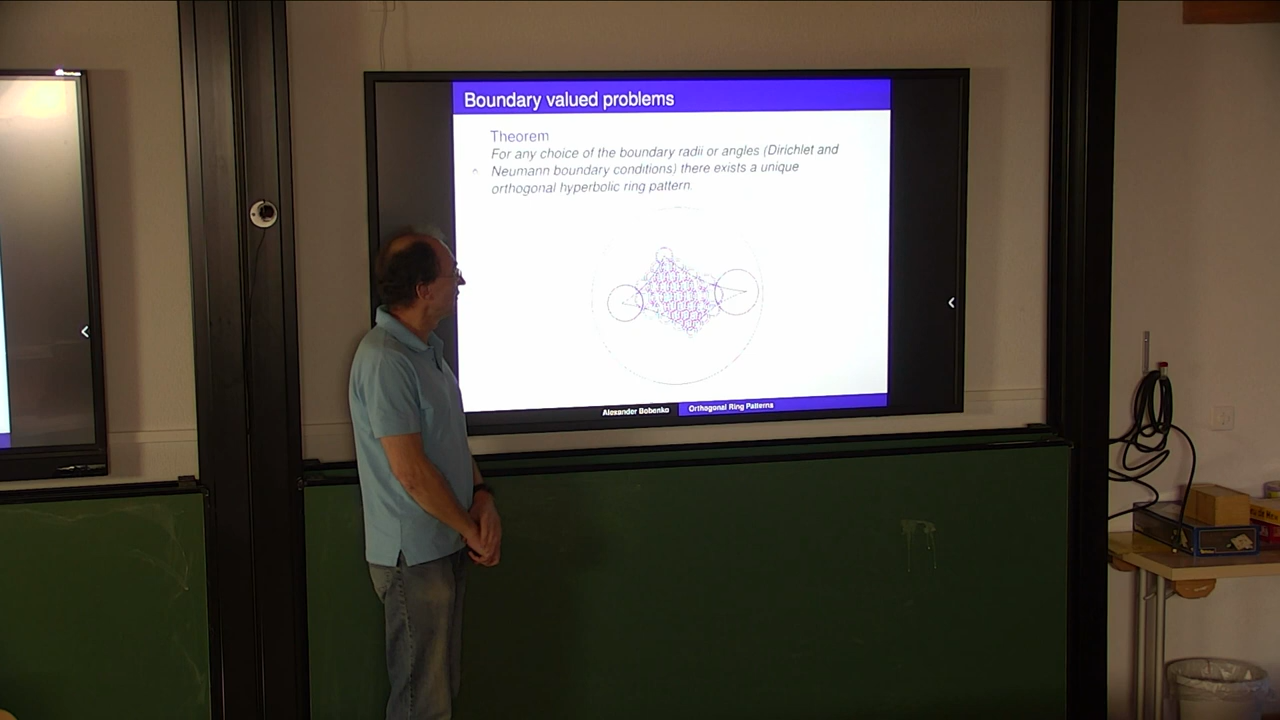 Boundary valued problems
Theorem
For any choice of the boundary radii or angles (Dirichlet and
Neumann boundary conditions) there exists a unique
orthogonal hyperbolic ring pattern.
Alexander Bobenko
Orthogonal Ring Patterns